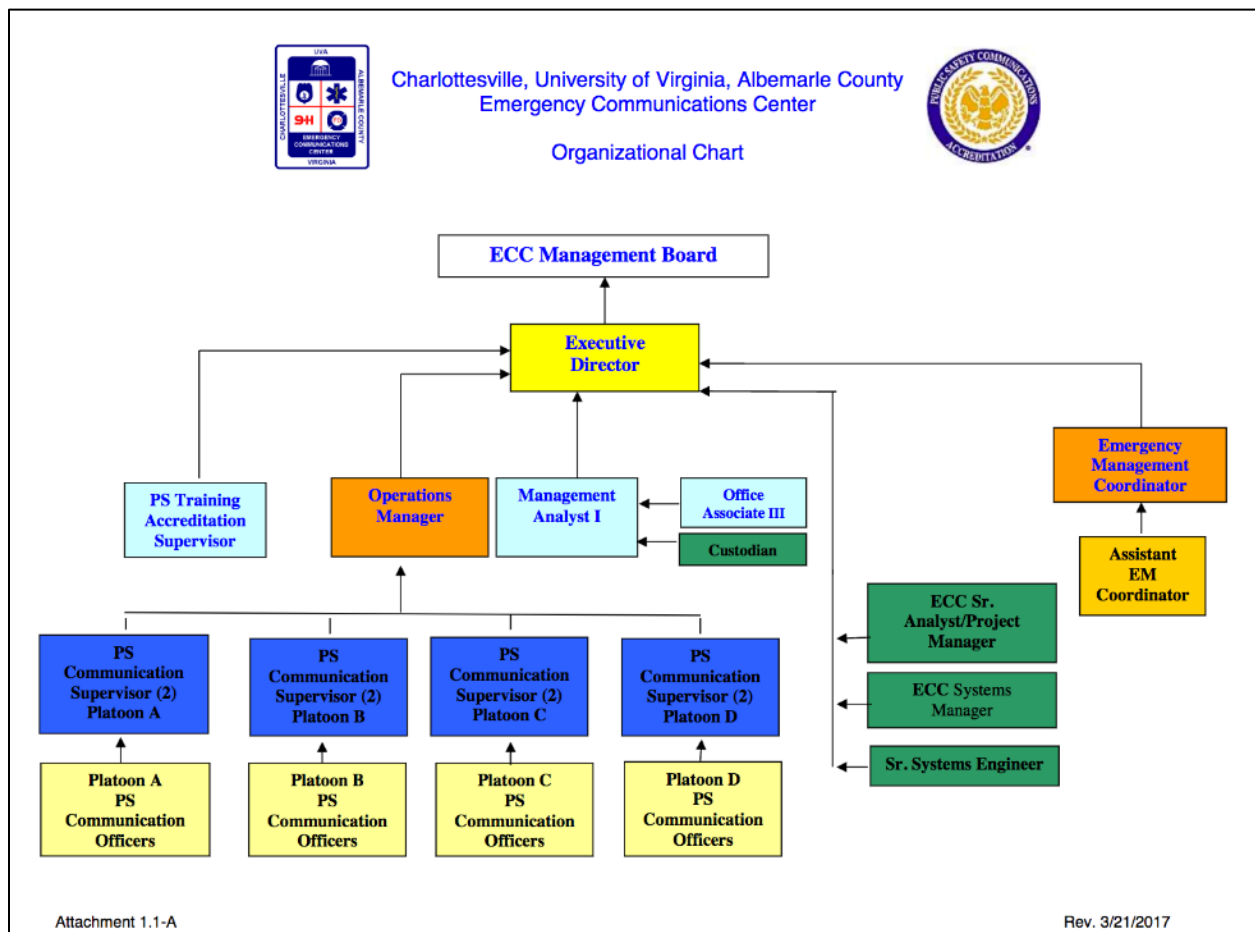 UVA
CHARLOTTESVILLE
ALBEMARLE COUNTY
911
EMERGENCY
COMMUNICATIONS
CENTER
VIRGINIA
Charlottesville, University of Virginia, Albemarle County
Emergency Communications Center
Organizational Chart
PUBLIC SAFETY COMMUNICATIONS
ACCREDITATION
®
ECC Management Board
Executive
Director
PS Training
Accreditation
Supervisor
Operations
Manager
Management
Analyst I
Office
Associate III
Custodian
Emergency
Management
Coordinator
Assistant
EM
Coordinator
ECC Sr.
Analyst/Project
Manager
ECC Systems
Manager
Sr. Systems Engineer
PS
Communication
Supervisor (2)
Platoon A
PS
Communication
Supervisor (2)
Platoon B
PS
Communication
Supervisor (2)
Platoon C
PS
Communication
Supervisor (2)
Platoon D
Platoon A
PS
Communication
Officers
Platoon B
PS
Communication
Officers
Platoon C
PS
Communication
Officers
Platoon D
PS
Communication
Officers
Attachment 1.1-A
Rev. 3/21/2017